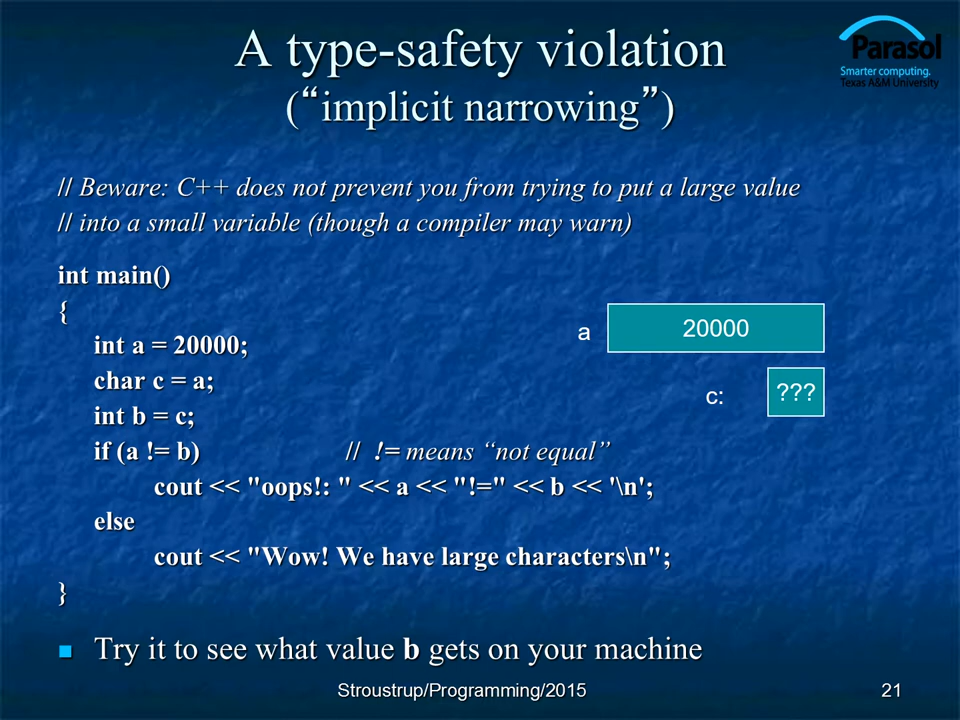 A type-safety violation
(“implicit narrowing”)
Parasol
Smarter computing.
Texas A&M University
// Beware: C++ does not prevent you from trying to put a large value
// into a small variable (though a compiler may warn)
int main()
{
int a = 20000;
char c = a;
int b = c;
if (a != b) // != means “not equal”
cout << "oops!: " << a << "!=" << b << '\n';
else
cout << "Wow! We have large characters\n";
}
a 20000
c: ???
Try it to see what value b gets on your machine
Stroustrup/Programming/2015 21